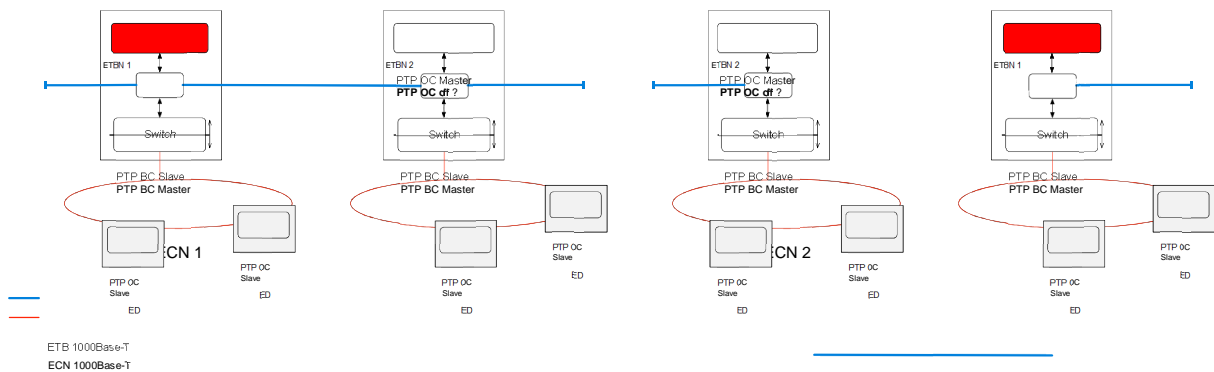 ETBN 1
ETBN 2
PTP OC Master
PTP OC df ?
ETBN 2
PTP OC Master
PTP OC df ?
ETBN 1
Switch
Switch
Switch
Switch
PTP BC Slave
PTP BC Master
PTP BC Slave
PTP BC Master
PTP BC Slave
PTP BC Master
PTP BC Slave
PTP BC Master
ECN 1
ECN 2
PTP OC
Slave
ED
PTP OC
Slave
ED
PTP OC
Slave
ED
PTP OC
Slave
ED
PTP OC
Slave
ED
PTP OC
Slave
ED
PTP OC
Slave
ED
PTP OC
Slave
ED
ETB 1000Base-T
ECN 1000Base-T